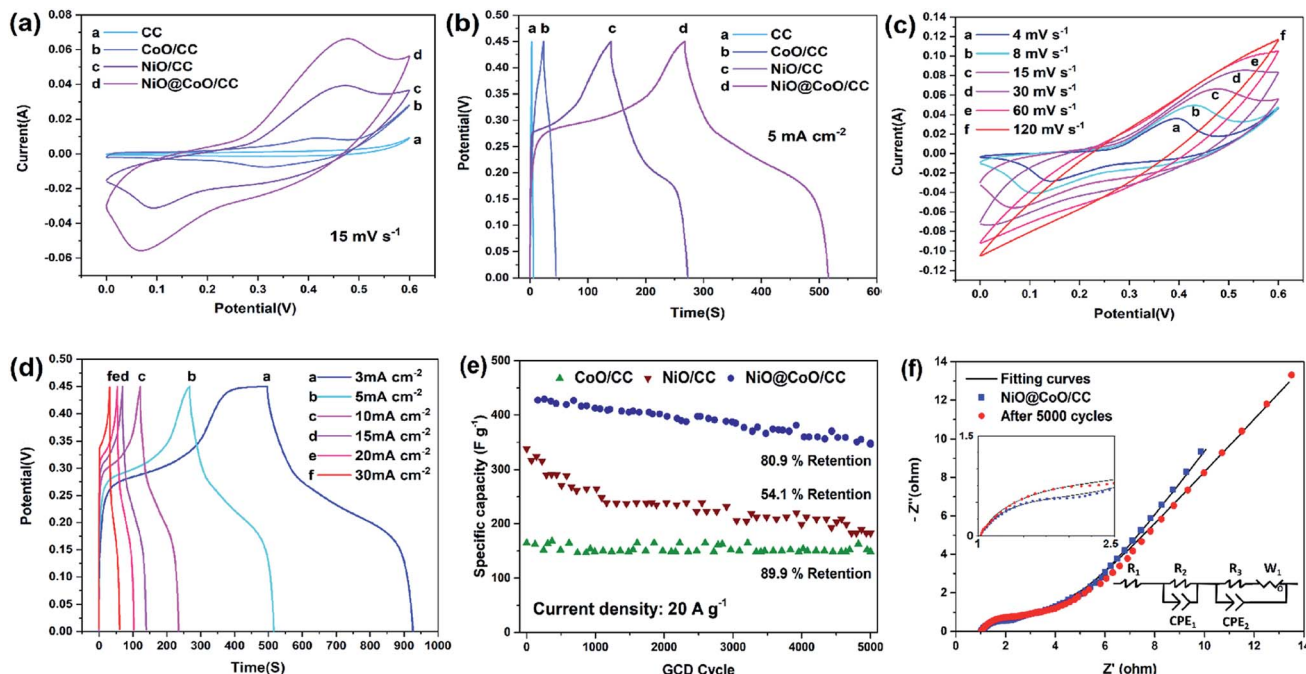 (a)
a CC
b CoO/CC
c NiO/CC
d NiO@CoO/CC
d
c
b
a
15 mV s⁻¹
Current(A)
0.08
0.06
0.04
0.02
0.00
-0.02
-0.04
-0.06
0.0 0.1 0.2 0.3 0.4 0.5 0.6
Potential(V)
(b)
a b c d
a CC
b CoO/CC
c NiO/CC
d NiO@CoO/CC
5 mA cm⁻²
Potential(V)
0.50
0.45
0.40
0.35
0.30
0.25
0.20
0.15
0.10
0.05
0.00
0 100 200 300 400 500 60
Time(S)
(c)
a 4 mV s⁻¹
b 8 mV s⁻¹
c 15 mV s⁻¹
d 30 mV s⁻¹
e 60 mV s⁻¹
f 120 mV s⁻¹
f
e
d
c
b
a
Current(A)
0.14
0.12
0.10
0.08
0.06
0.04
0.02
0.00
-0.02
-0.04
-0.06
-0.08
-0.10
-0.12
0.0 0.1 0.2 0.3 0.4 0.5 0.6
Potential(V)
(d)
f e d c b a
a 3mA cm⁻²
b 5mA cm⁻²
c 10mA cm⁻²
d 15mA cm⁻²
e 20mA cm⁻²
f 30mA cm⁻²
Potential(V)
0.50
0.45
0.40
0.35
0.30
0.25
0.20
0.15
0.10
0.05
0.00
0 100 200 300 400 500 600 700 800 900 1000
Time(S)
(e)
CoO/CC NiO/CC NiO@CoO/CC
80.9 % Retention
54.1 % Retention
89.9 % Retention
Current density: 20 A g⁻¹
Specific capacity (F g⁻¹)
500
450
400
350
300
250
200
150
100
50
0
0 1000 2000 3000 4000 5000
GCD Cycle
(f)
Fitting curves
NiO@CoO/CC
After 5000 cycles
1.5
0
1 2.5
R₁ R₂ R₃ W₁
CPE₁ CPE₂
- Z'' (ohm)
-14
-12
-10
-8
-6
-4
-2
0
0 2 4 6 8 10 12 14
Z' (ohm)